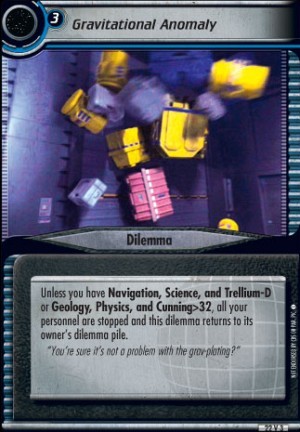 3
Gravitational Anomaly
Dilemma
Unless you have Navigation, Science, and Trellium-D
or Geology, Physics, and Cunning>32, all your
personnel are stopped and this dilemma returns to its
owner's dilemma pile.
"You're sure it's not a problem with the grav-plating?"
22 V 3